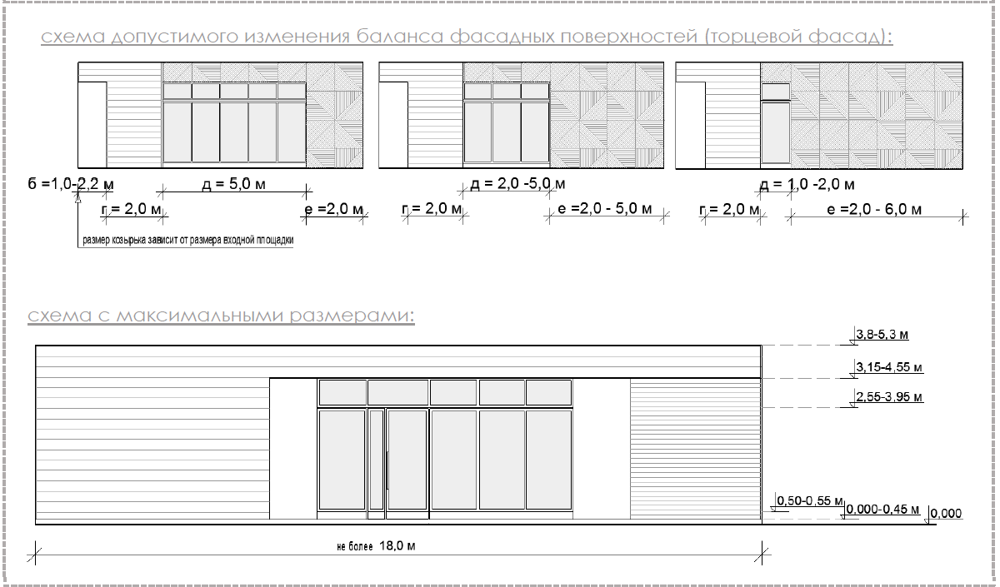 схема допустимого изменения баланса фасадных поверхностей (торцевой фасад):
б =1,0-2,2 м
д = 5,0 м
г = 2,0 м
е =2,0 м
размер козырька зависит от размера входной площадки
д = 2,0 -5,0 м
г = 2,0 м
е =2,0 - 5,0 м
д = 1,0 -2,0 м
г = 2,0 м
е =2,0 - 6,0 м
схема с максимальными размерами:
3,8-5,3 м
3,15-4,55 м
2,55-3,95 м
0,50-0,55 м
0,000-0,45 м
0,000
не более 18,0 м